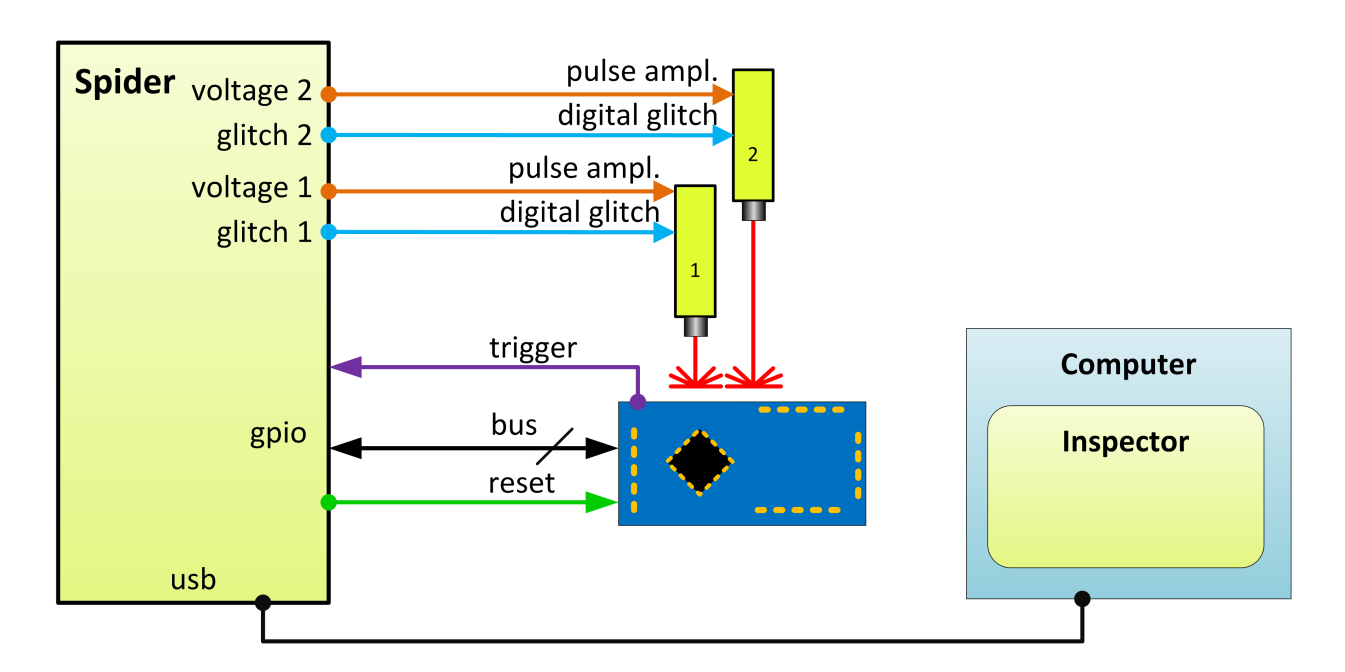 Spider
voltage 2
pulse ampl.
glitch 2
digital glitch
2
voltage 1
pulse ampl.
glitch 1
digital glitch
1
trigger
gpio
bus
reset
usb
Computer
Inspector